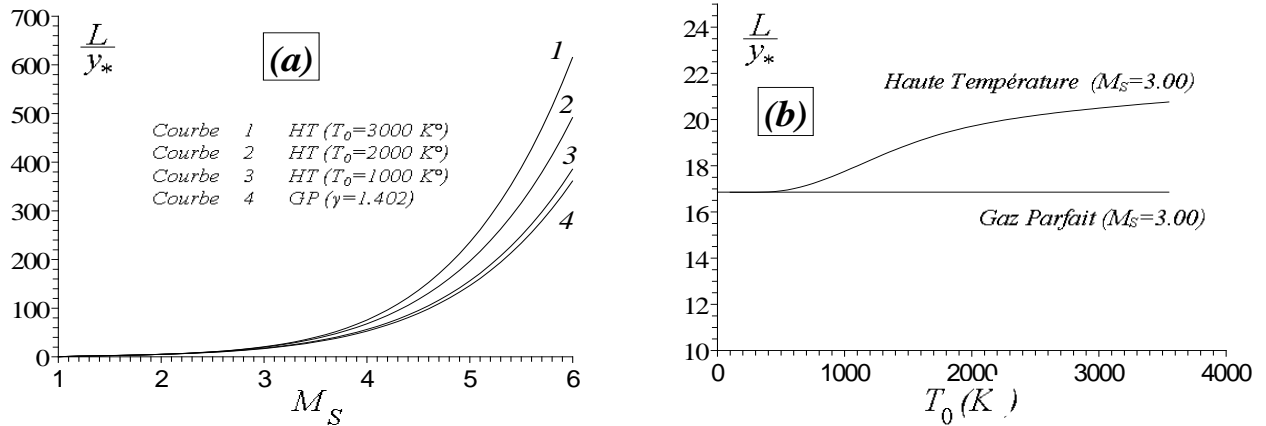 700
600
500
400
300
200
100
0
L
y*
(a)
1
2
3
4
Courbe 1 HT (T₀=3000 K°)
Courbe 2 HT (T₀=2000 K°)
Courbe 3 HT (T₀=1000 K°)
Courbe 4 GP (γ=1.402)
1 2 3 4 5 6
M_S
24
22
20
18
16
14
12
10
L
y*
(b)
Haute Température (M_S=3.00)
Gaz Parfait (M_S=3.00)
0 1000 2000 3000 4000
T₀ (K )